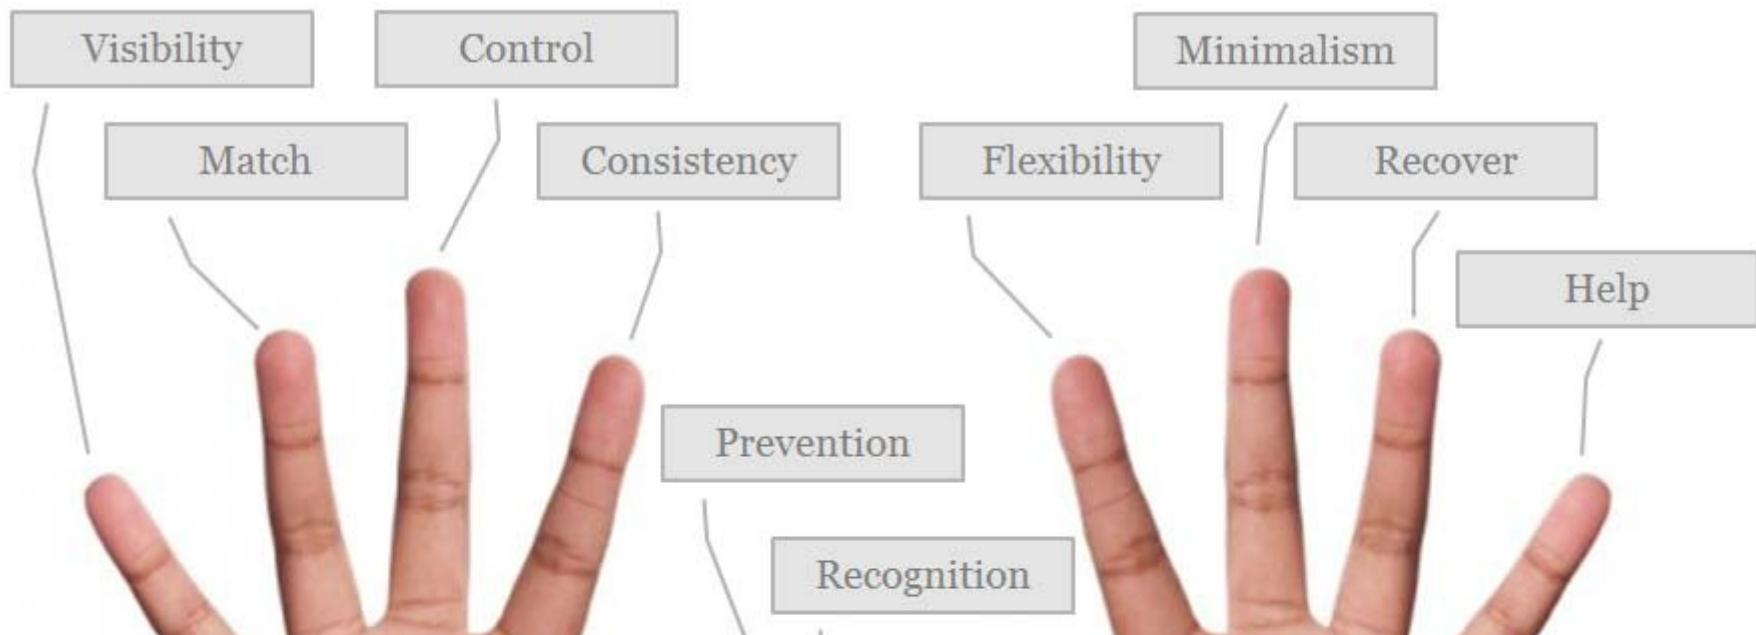 Visibility
Control
Minimalism
Match
Consistency
Flexibility
Recover
Help
Prevention
Recognition